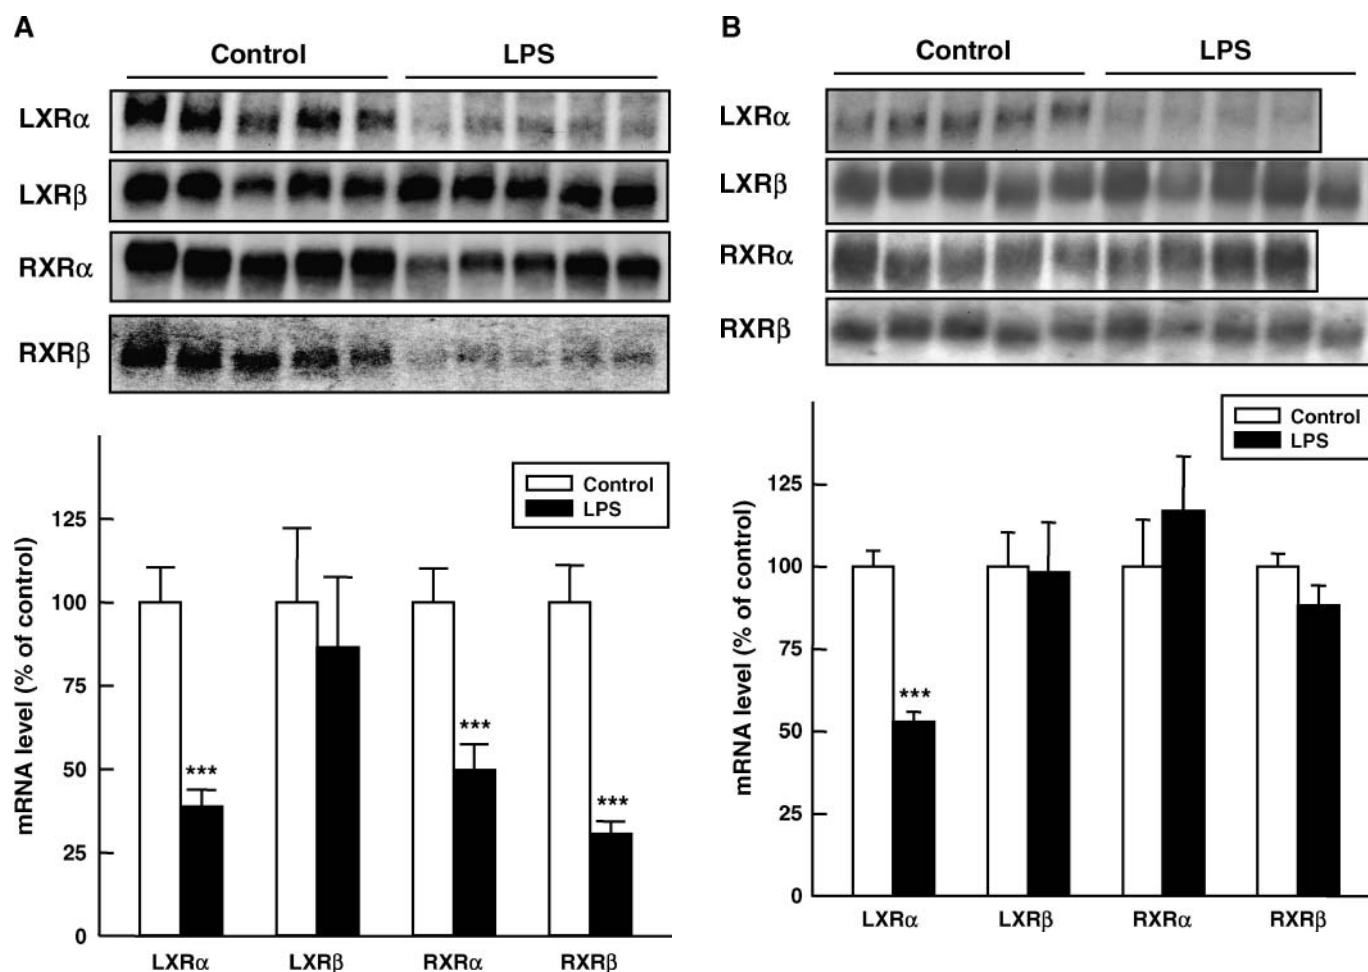 A
Control LPS
LXRα
LXRβ
RXRα
RXRβ
mRNA level (% of control)
125
100
75
50
25
0
Control
LPS
***
***
***
LXRα LXRβ RXRα RXRβ
B
Control LPS
LXRα
LXRβ
RXRα
RXRβ
mRNA level (% of control)
125
100
75
50
25
0
Control
LPS
***
LXRα LXRβ RXRα RXRβ